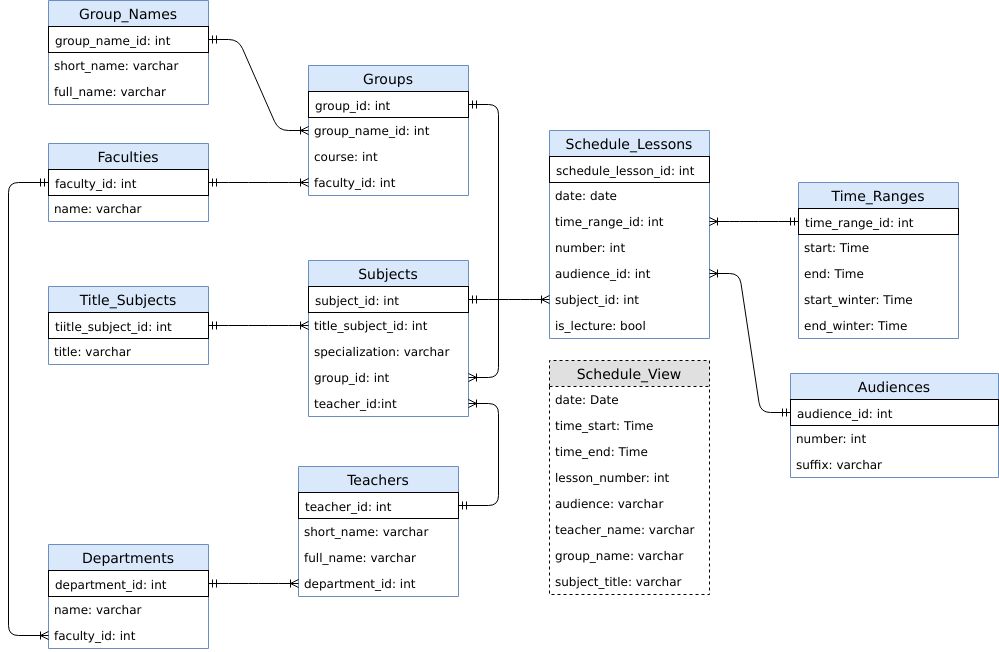 Group_Names
group_name_id: int
short_name: varchar
full_name: varchar
Groups
group_id: int
group_name_id: int
course: int
faculty_id: int
Faculties
faculty_id: int
name: varchar
Schedule_Lessons
schedule_lesson_id: int
date: date
time_range_id: int
number: int
audience_id: int
subject_id: int
is_lecture: bool
Time_Ranges
time_range_id: int
start: Time
end: Time
start_winter: Time
end_winter: Time
Title_Subjects
tiitle_subject_id: int
title: varchar
Subjects
subject_id: int
title_subject_id: int
specialization: varchar
group_id: int
teacher_id:int
Schedule_View
date: Date
time_start: Time
time_end: Time
lesson_number: int
audience: varchar
teacher_name: varchar
group_name: varchar
subject_title: varchar
Audiences
audience_id: int
number: int
suffix: varchar
Teachers
teacher_id: int
short_name: varchar
full_name: varchar
department_id: int
Departments
department_id: int
name: varchar
faculty_id: int